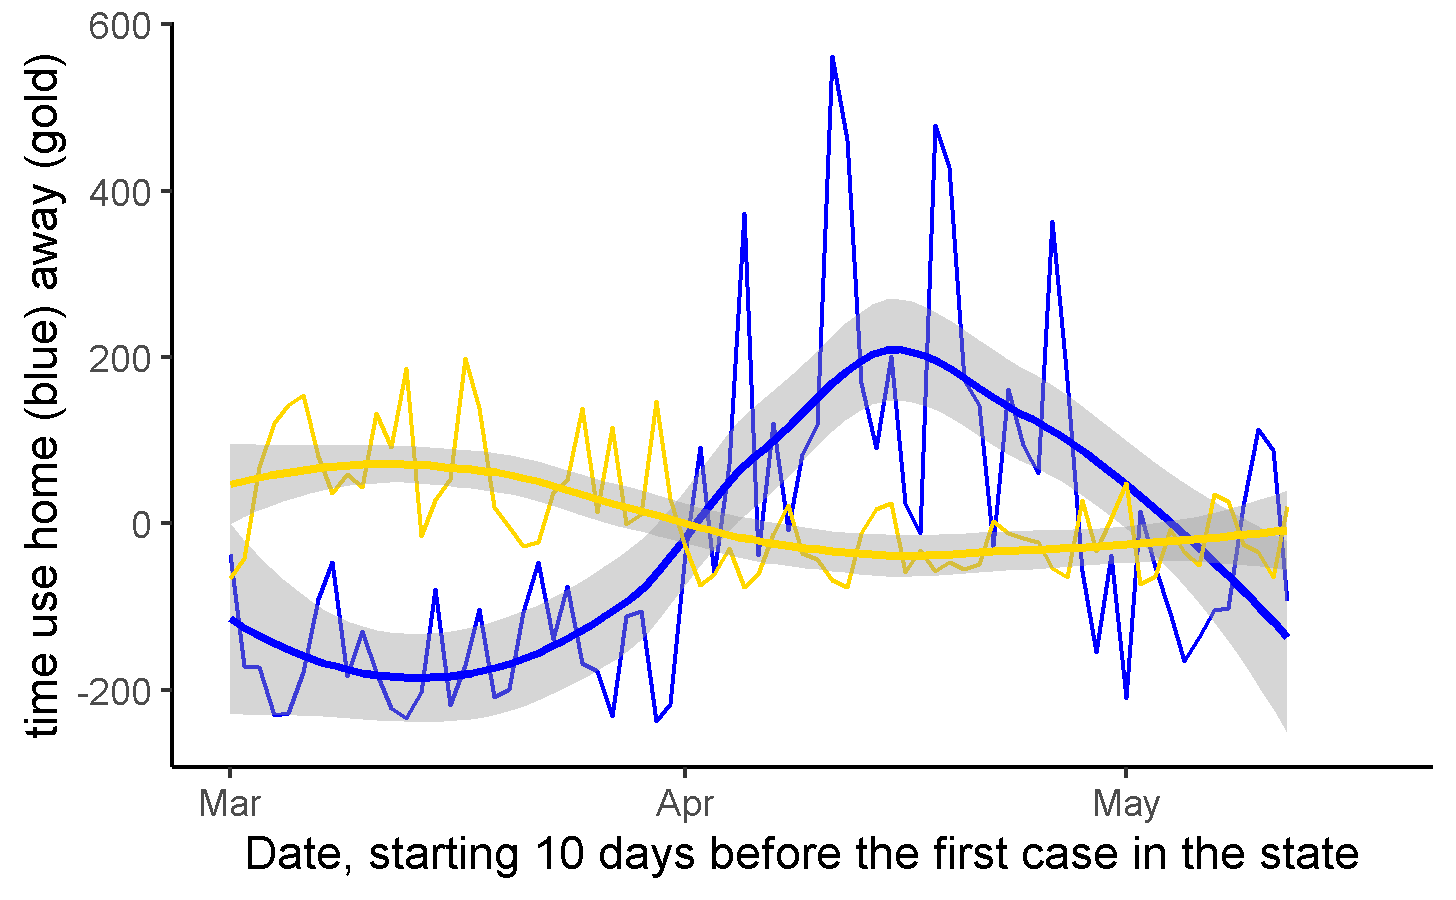 600
400
200
0
-200
time use home (blue) away (gold)
Mar
Apr
May
Date, starting 10 days before the first case in the state